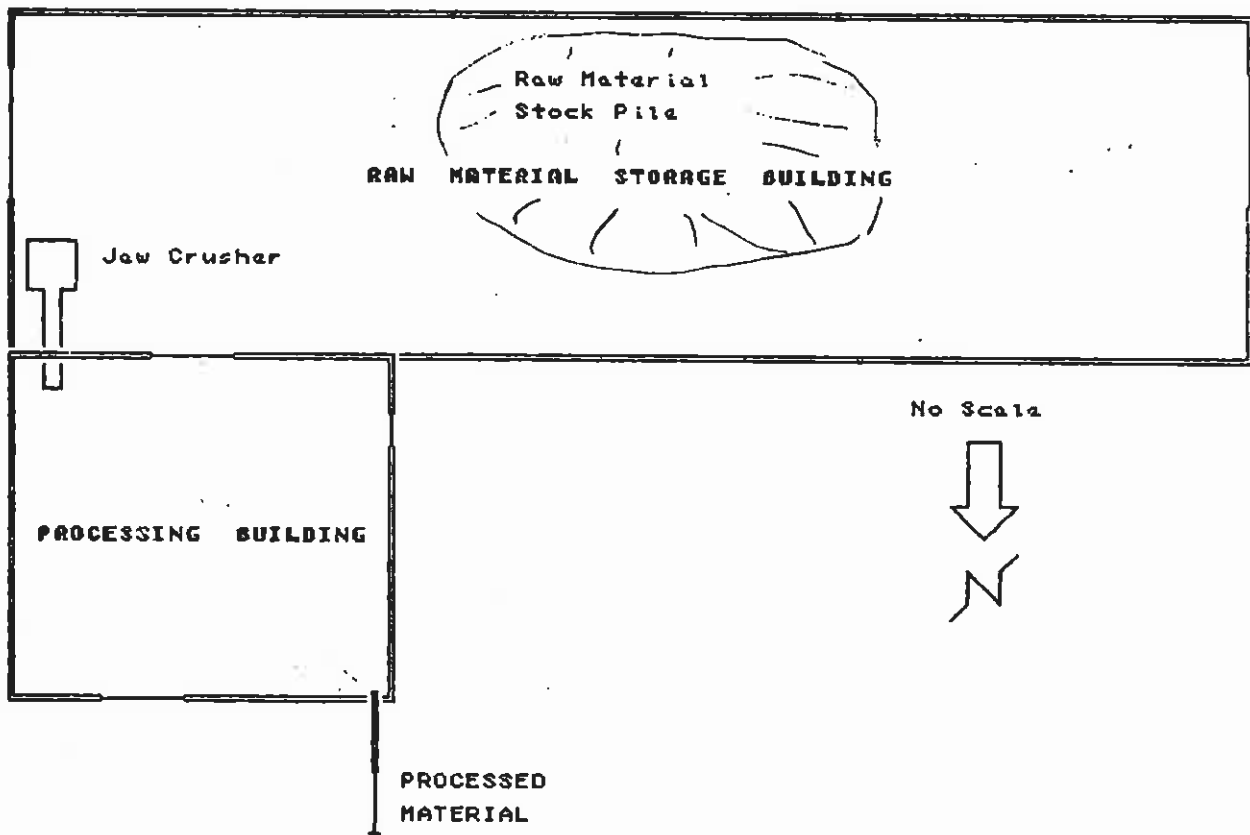 Raw Material
Stock Pile
RAW MATERIAL STORAGE BUILDING
Jaw Crusher
No Scale
N
PROCESSING BUILDING
PROCESSED
MATERIAL